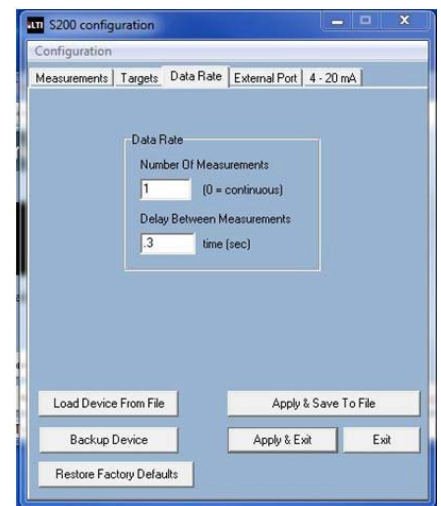 LTI S200 configuration
Configuration
Measurements Targets Data Rate External Port 4 - 20 mA
Data Rate
Number Of Measurements
1 (0 = continuous)
Delay Between Measurements
.3 time (sec)
Load Device From File Apply & Save To File
Backup Device Apply & Exit Exit
Restore Factory Defaults